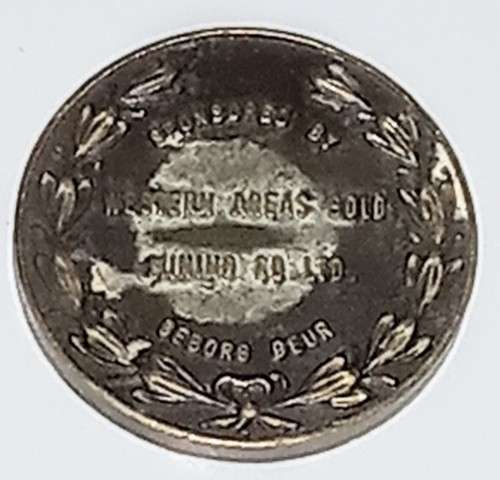 SPONSORED BY
WESTERN AREAS GOLD
MINING CO LTD.
GEBORG DEUR